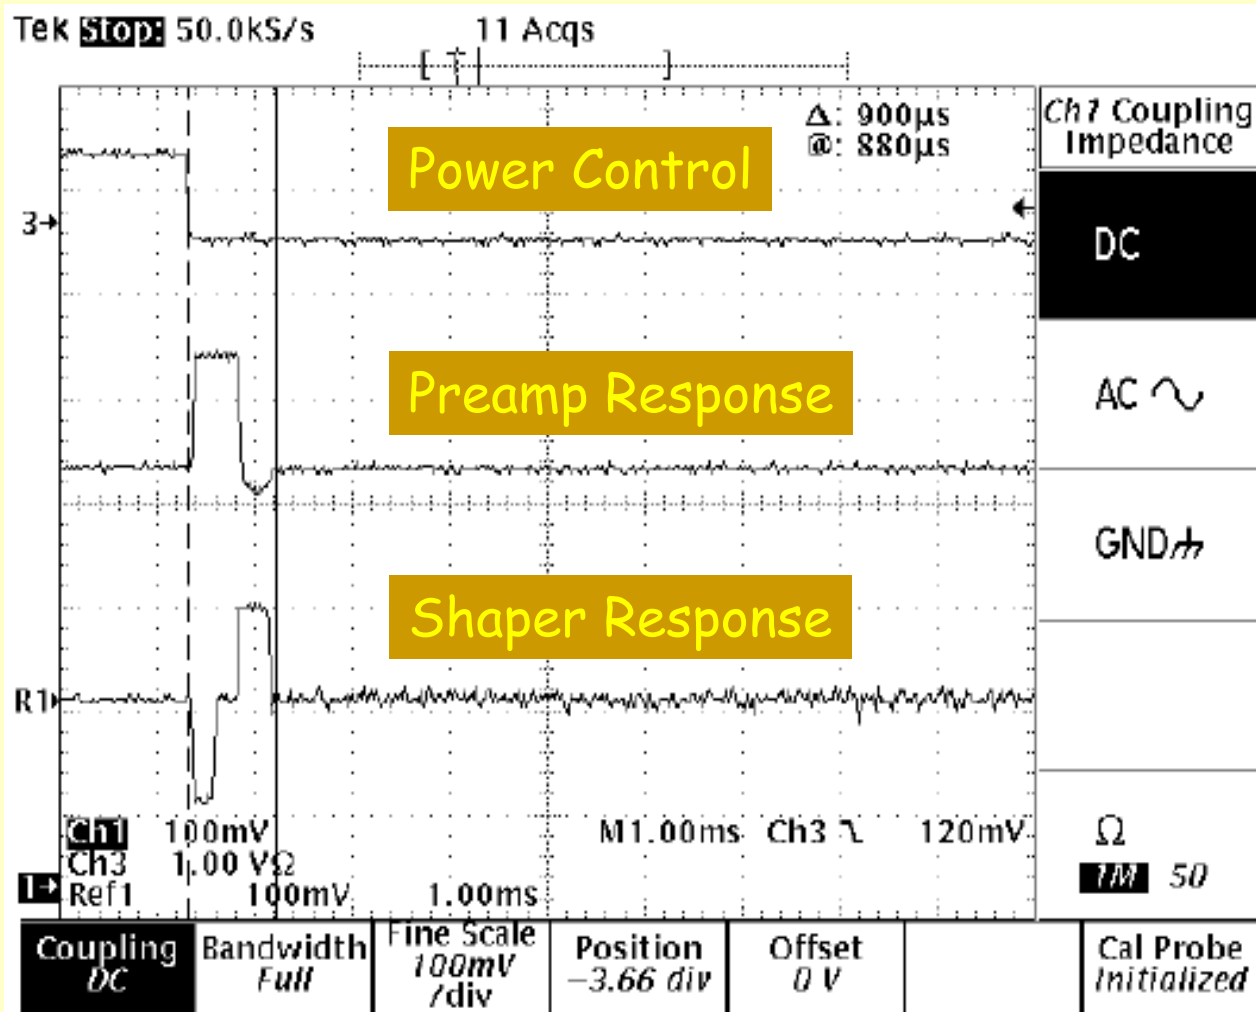 Tek Stop: 50.0kS/s 11 Acqs
Δ: 900µs
@: 880µs
Ch1 Coupling
Impedance
Power Control
3
DC
Preamp Response
AC
GND
Shaper Response
R1
Ch1 100mV M1.00ms Ch3 120mV
Ch3 1.00 VΩ
1
Ref1 100mV 1.00ms
Ω
1M 50
Coupling
DC
Bandwidth
Full
Fine Scale
100mV
/div
Position
−3.66 div
Offset
0 V
Cal Probe
Initialized